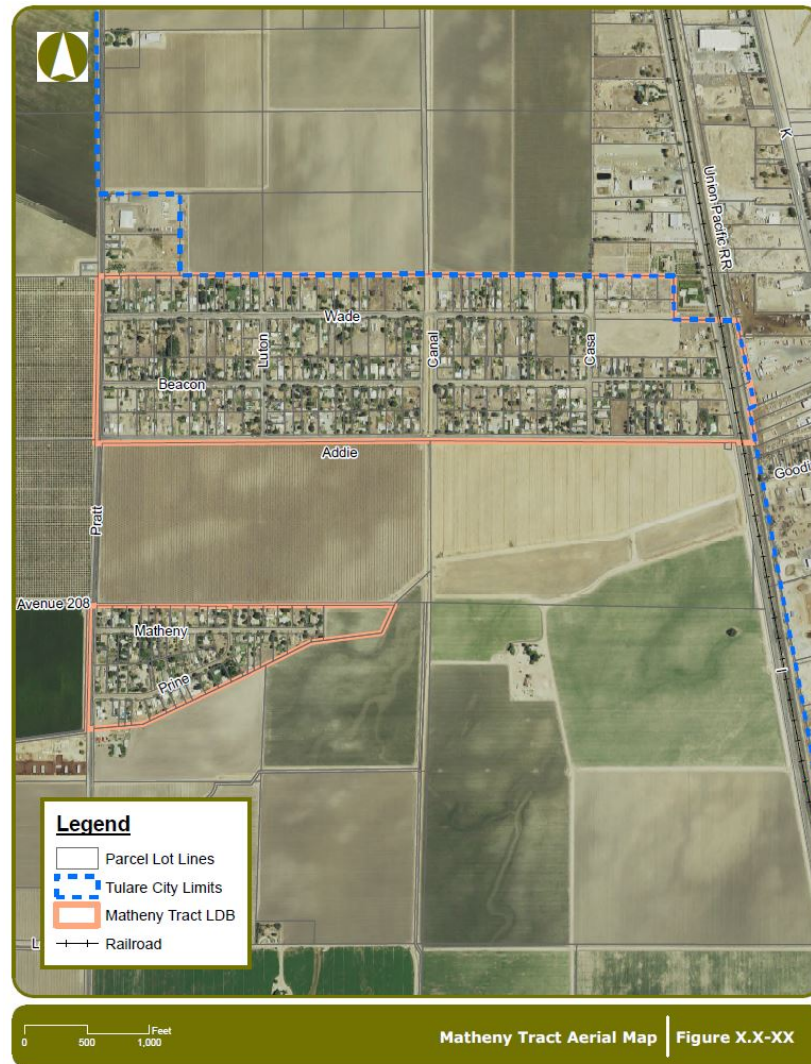 K
Union Pacific RR
Wade
Luton
Canal
Casa
Beacon
Addie
Pratt
Avenue 208
Matheny
Prine
I
Legend
Parcel Lot Lines
Tulare City Limits
Matheny Tract LDB
Railroad
Feet
0 500 1,000
Matheny Tract Aerial Map Figure X.X-XX